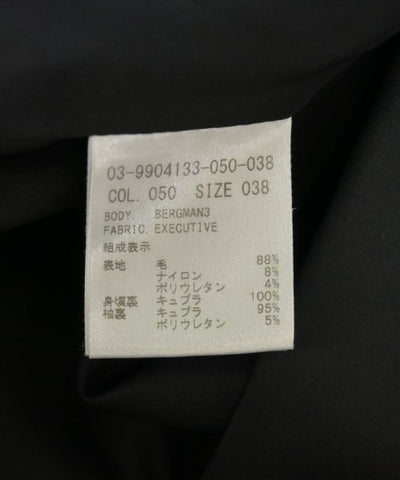 03-9904133-050-038
COL. 050 SIZE 038
BODY. BERGMAN3
FABRIC. EXECUTIVE
組成表示
表地 毛 88%
ナイロン 8%
ポリウレタン 4%
身頃裏 キュプラ 100%
袖裏 キュプラ 95%
ポリウレタン 5%